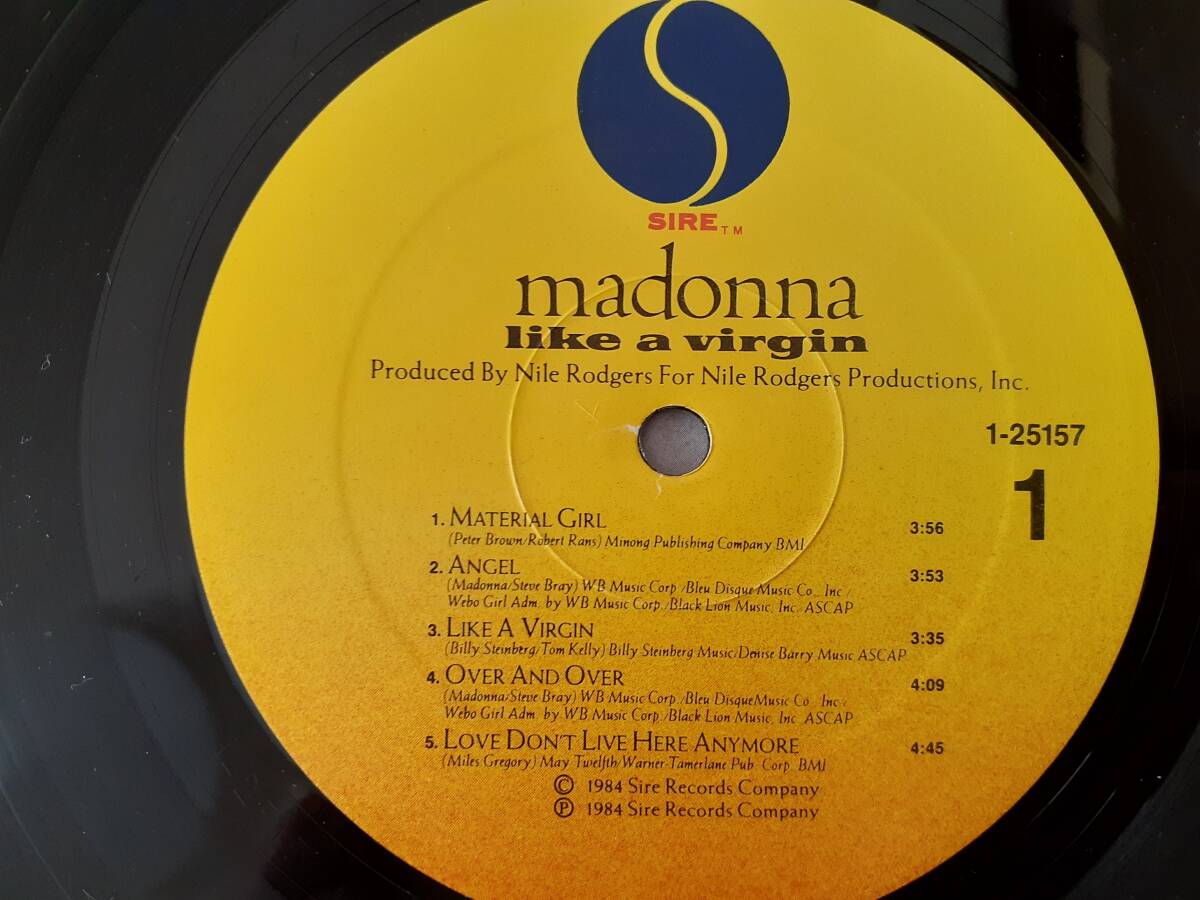 SIRE TM
madonna
like a virgin
Produced By Nile Rodgers For Nile Rodgers Productions, Inc.
1-25157
1
1. MATERIAL GIRL 3:56
(Peter Brown/Robert Rans) Minong Publishing Company BMI
2. ANGEL 3:53
(Madonna/Steve Bray) WB Music Corp./Bleu Disque Music Co., Inc./
Webo Girl Adm. by WB Music Corp./Black Lion Music, Inc. ASCAP
3. LIKE A VIRGIN 3:35
(Billy Steinberg/Tom Kelly) Billy Steinberg Music/Denise Barry Music ASCAP
4. OVER AND OVER 4:09
(Madonna/Steve Bray) WB Music Corp./Bleu Disque Music Co., Inc./
Webo Girl Adm. by WB Music Corp./Black Lion Music, Inc. ASCAP
5. LOVE DON'T LIVE HERE ANYMORE 4:45
(Miles Gregory) May Twelfth/Warner-Tamerlane Pub. Corp. BMI
© 1984 Sire Records Company
℗ 1984 Sire Records Company